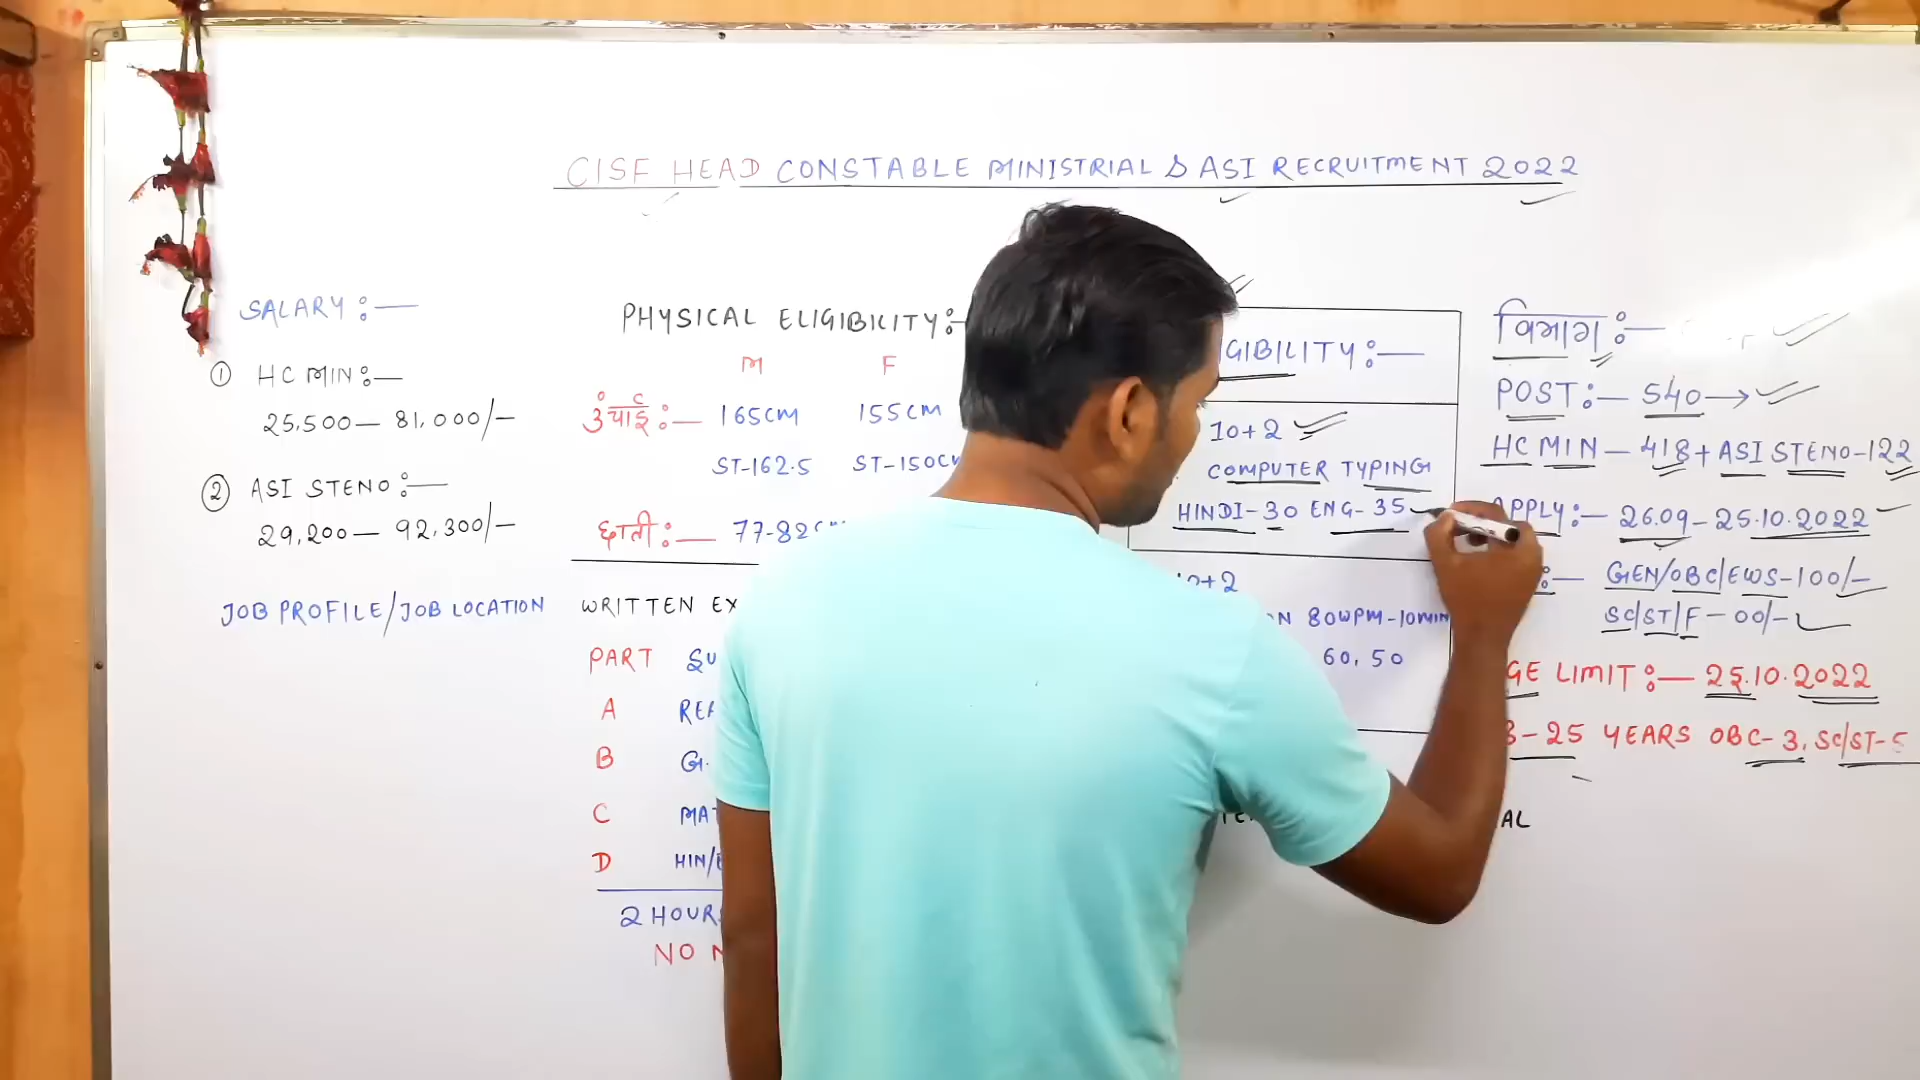 CISF HEAD CONSTABLE MINISTRIAL & ASI RECRUITMENT 2022
SALARY :—
① HC MIN :—
25,500 — 81,000/—
② ASI STENO :—
29,200 — 92,300/—
JOB PROFILE/JOB LOCATION
PHYSICAL ELIGIBILITY :—
M F
165CM 155CM
ST-162.5 ST-150C
छाती :— 77-82C
WRITTEN EX
PART SU
A REA
B G.
C MAT
D HIN/E
2 HOURS
NO N
GIBILITY :—
10+2
COMPUTER TYPING
HINDI-30 ENG-35
10+2
N 80WPM-10MIN
60, 50
विभाग :—
POST :— 540 →
HC MIN — 418 + ASI STENO-122
APPLY :— 26.09 - 25.10.2022
:— GEN/OBC/EWS-100/-
SC/ST/F - 00/-
GE LIMIT :— 25.10.2022
- 25 YEARS OBC-3, SC/ST-5
AL